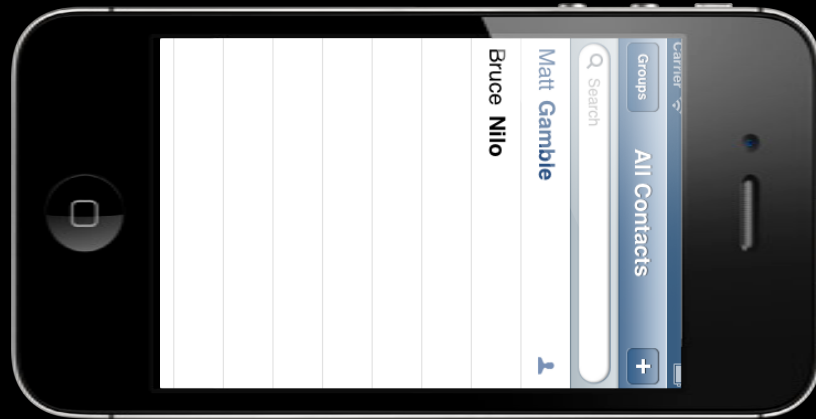 Carrier
Groups
All Contacts
+
Search
Matt Gamble
Bruce Nilo